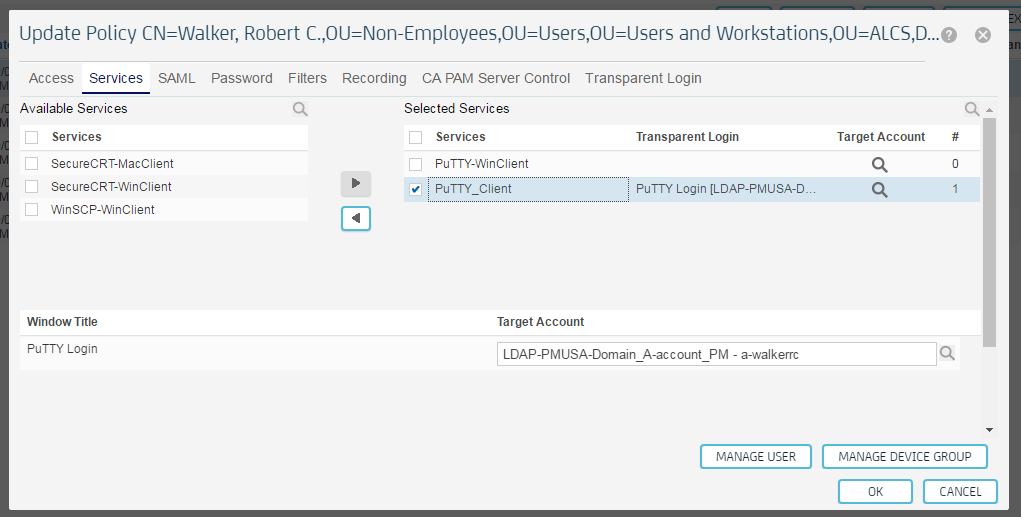 Update Policy CN=Walker, Robert C.,OU=Non-Employees,OU=Users,OU=Users and Workstations,OU=ALCS,D...
Access Services SAML Password Filters Recording CA PAM Server Control Transparent Login
Available Services
Services
SecureCRT-MacClient
SecureCRT-WinClient
WinSCP-WinClient
Selected Services
Services Transparent Login Target Account #
PuTTY-WinClient 0
PuTTY_Client PuTTY Login [LDAP-PMUSA-D... 1
Window Title Target Account
PuTTY Login LDAP-PMUSA-Domain_A-account_PM - a-walkerrc
MANAGE USER MANAGE DEVICE GROUP
OK CANCEL